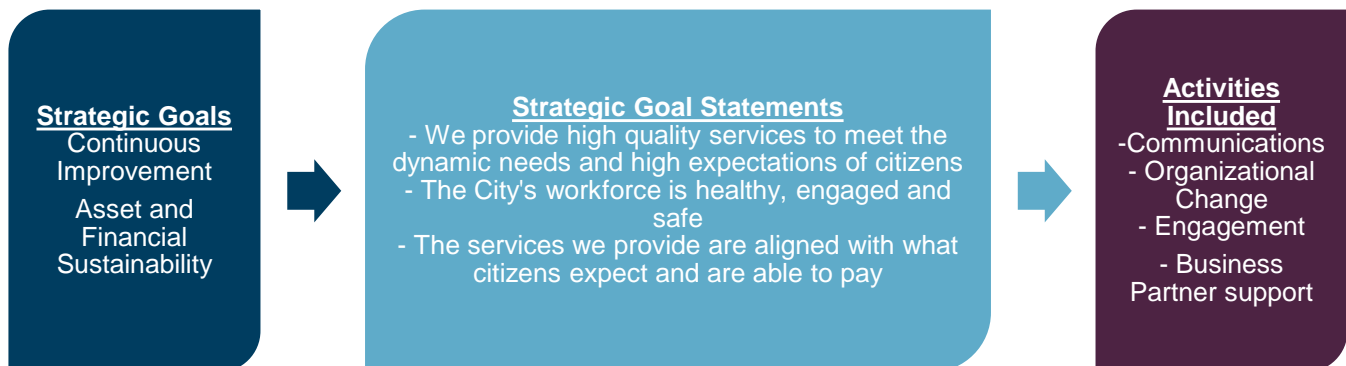 Strategic Goals
Continuous
Improvement
Asset and
Financial
Sustainability
Strategic Goal Statements
- We provide high quality services to meet the
dynamic needs and high expectations of citizens
- The City's workforce is healthy, engaged and
safe
- The services we provide are aligned with what
citizens expect and are able to pay
Activities
Included
-Communications
- Organizational
Change
- Engagement
- Business
Partner support